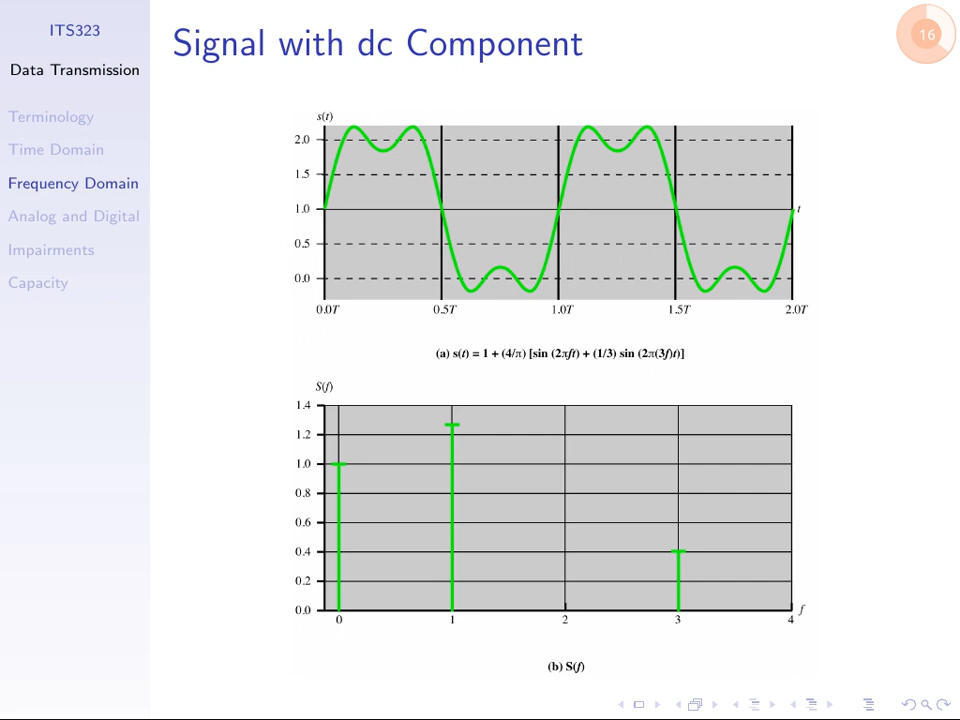 ITS323
Data Transmission
Terminology
Time Domain
Frequency Domain
Analog and Digital
Impairments
Capacity
Signal with dc Component
16
s(t)
2.0
1.5
1.0
0.5
0.0
t
0.0T 0.5T 1.0T 1.5T 2.0T
(a) s(t) = 1 + (4/π) [sin (2πft) + (1/3) sin (2π(3f)t)]
S(f)
1.4
1.2
1.0
0.8
0.6
0.4
0.2
0.0
f
0 1 2 3 4
(b) S(f)